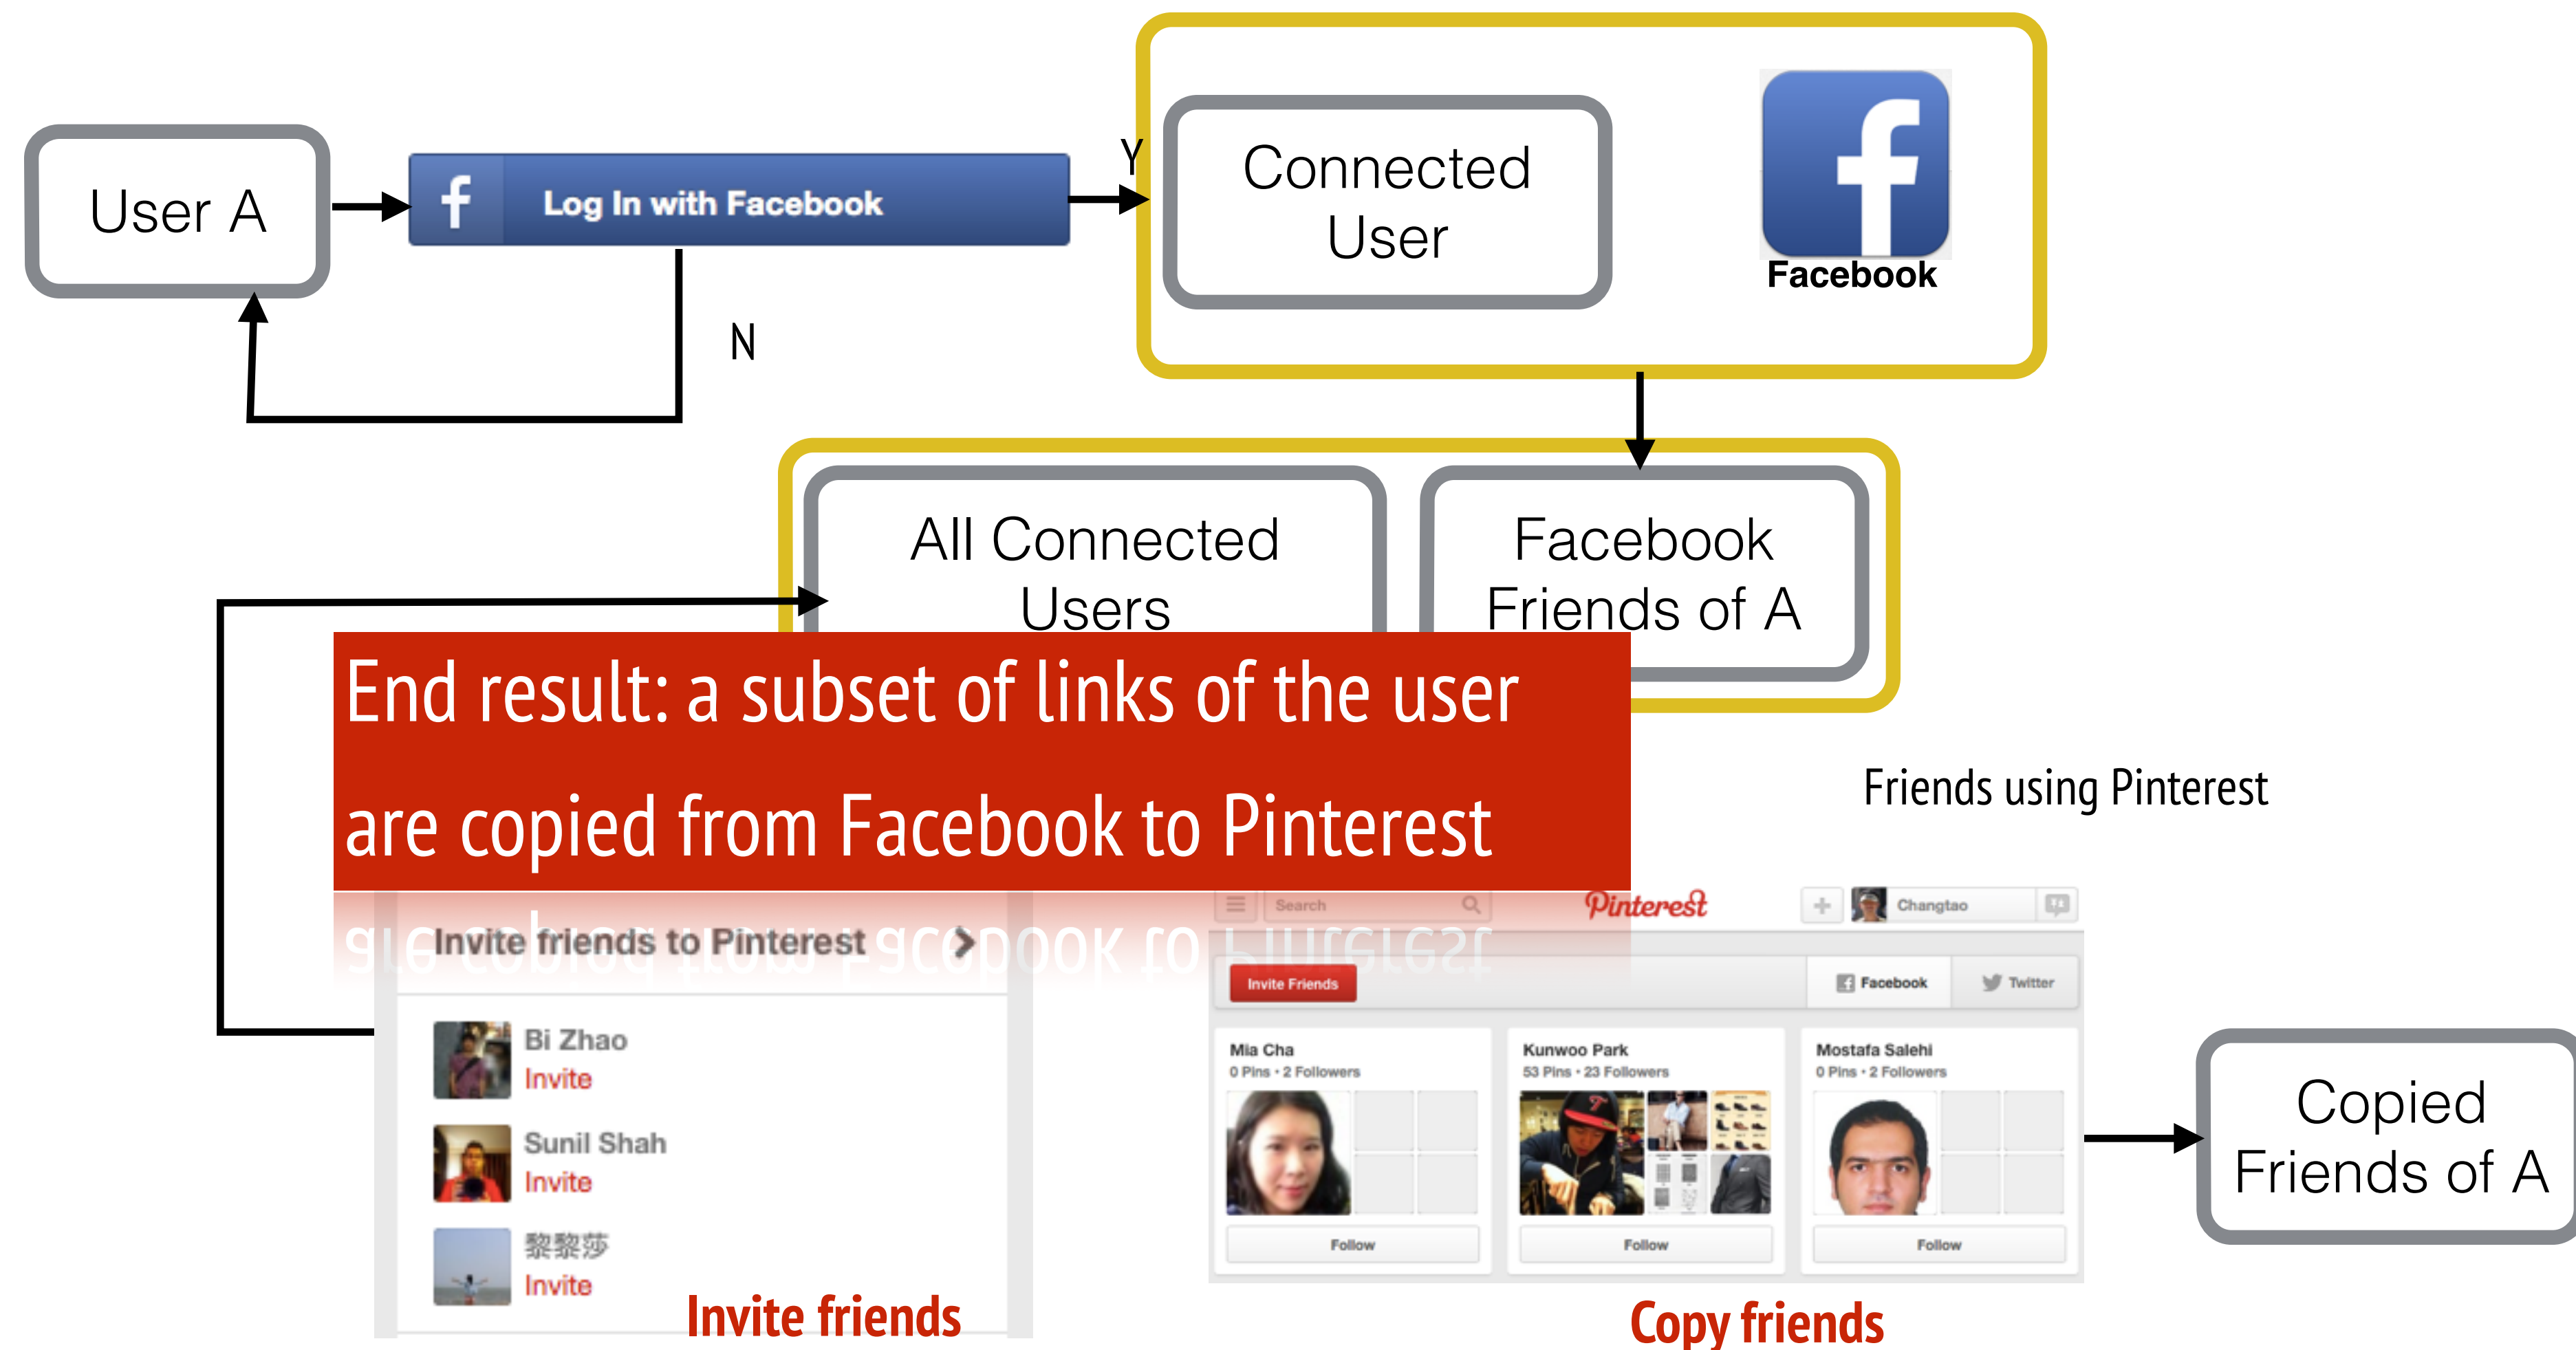 User A
f Log In with Facebook
Y
N
Connected
User
Facebook
All Connected
Users
Facebook
Friends of A
End result: a subset of links of the user
are copied from Facebook to Pinterest
Friends using Pinterest
Invite friends to Pinterest
Bi Zhao
Invite
Sunil Shah
Invite
黎黎莎
Invite
Invite friends
Search
Pinterest
Changtao
Invite Friends
Facebook
Twitter
Mia Cha
0 Pins • 2 Followers
Follow
Kunwoo Park
53 Pins • 23 Followers
Follow
Mostafa Salehi
0 Pins • 2 Followers
Follow
Copy friends
Copied
Friends of A